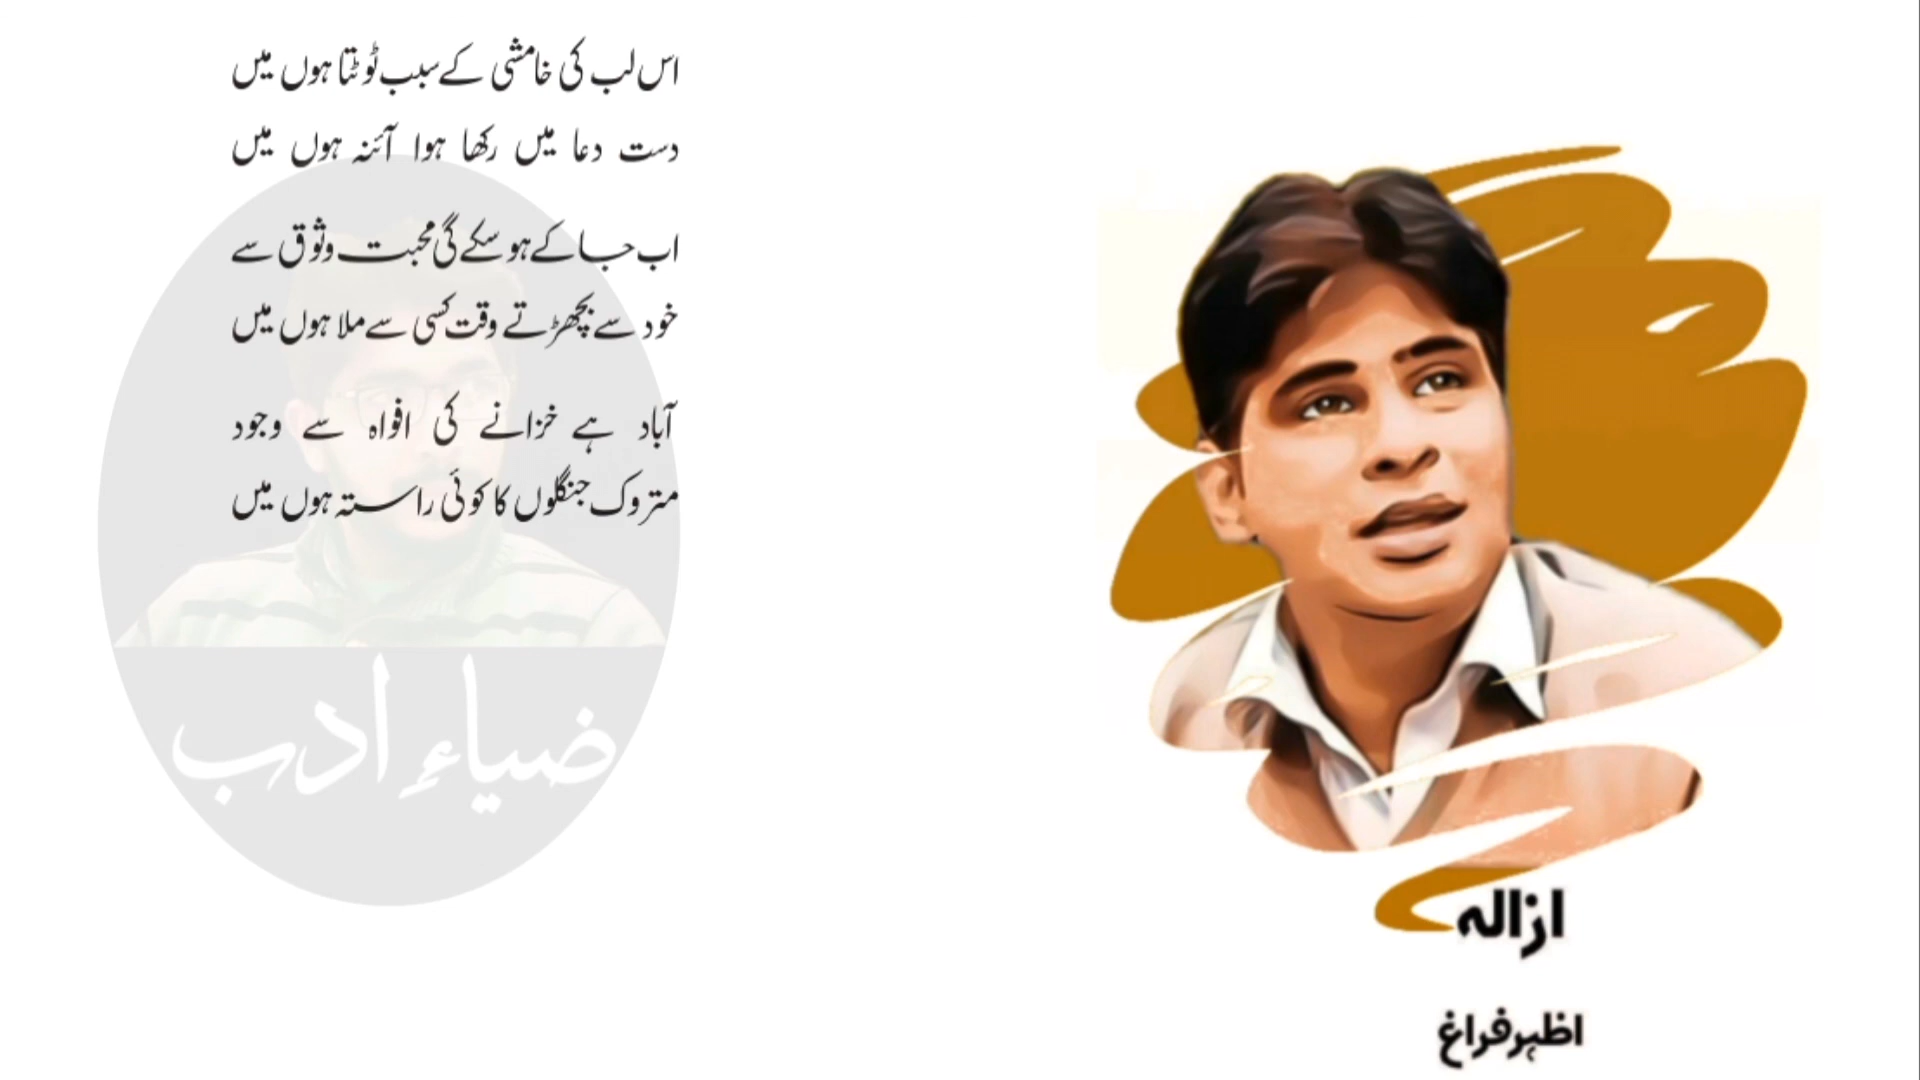 اس لب کی خامشی کے سبب ٹوٹتا ہوں میں
دست دعا میں رکھا ہوا آئنہ ہوں میں
اب جا کے ہو سکے گی محبت وثوق سے
خود سے بچھڑتے وقت کسی سے ملا ہوں میں
آباد ہے خزانے کی افواہ سے وجود
متروک جنگلوں کا کوئی راستہ ہوں میں
ضیاءِ ادب
ازالہ
اظہر فراغ